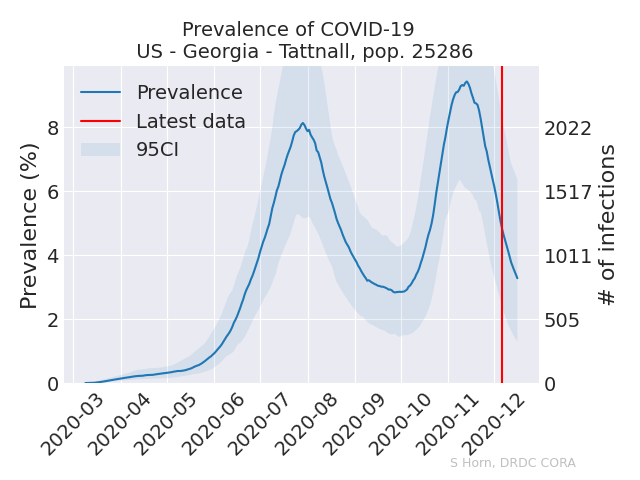 Prevalence of COVID-19
US - Georgia - Tattnall, pop. 25286
Prevalence
Latest data
95CI
Prevalence (%)
8
6
4
2
0
2022
1517
1011
505
0
# of infections
2020-03
2020-04
2020-05
2020-06
2020-07
2020-08
2020-09
2020-10
2020-11
2020-12
S Horn, DRDC CORA